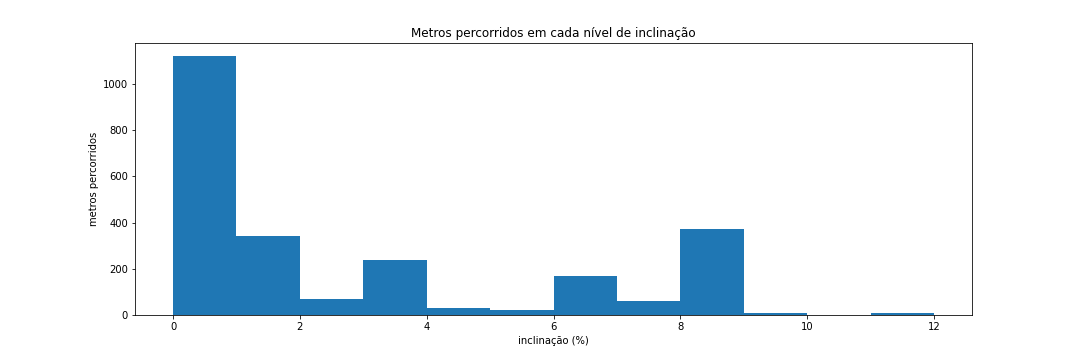 Metros percorridos em cada nível de inclinação
metros percorridos
1000
800
600
400
200
0
0 2 4 6 8 10 12
inclinação (%)